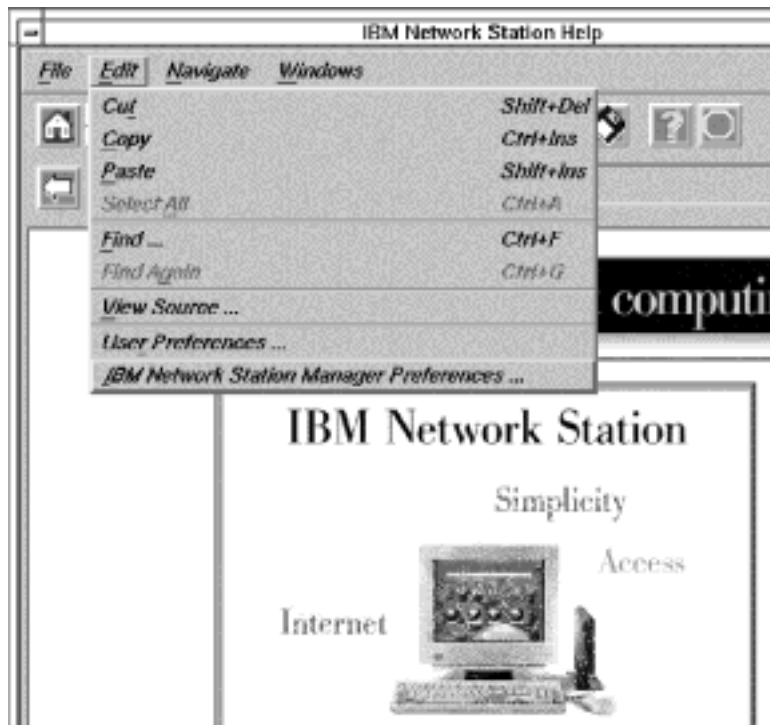 IBM Network Station Help
File Edit Navigate Windows
Cut Shift+Del
Copy Ctrl+Ins
Paste Shift+Ins
Select All Ctrl+A
Find ... Ctrl+F
Find Again Ctrl+G
View Source ...
User Preferences ...
IBM Network Station Manager Preferences ...
computi
IBM Network Station
Simplicity
Access
Internet